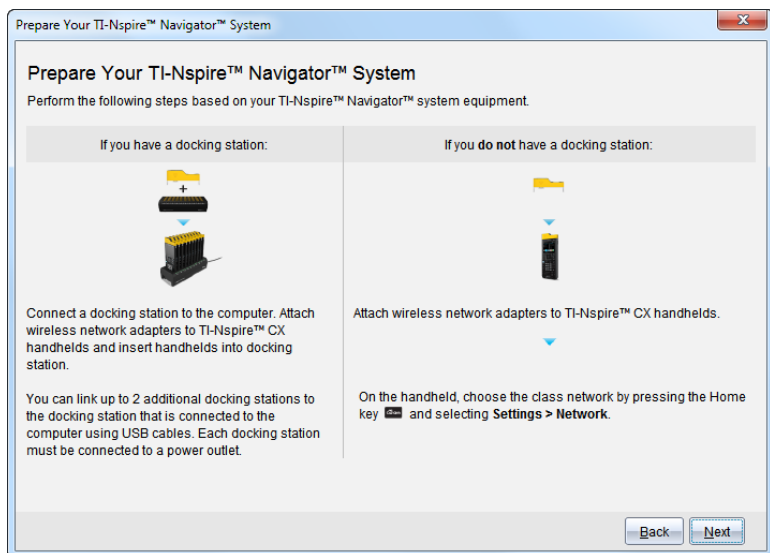 Prepare Your TI-Nspire™ Navigator™ System
Prepare Your TI-Nspire™ Navigator™ System
Perform the following steps based on your TI-Nspire™ Navigator™ system equipment.
If you have a docking station:
+
Connect a docking station to the computer. Attach
wireless network adapters to TI-Nspire™ CX
handhelds and insert handhelds into docking
station.
You can link up to 2 additional docking stations to
the docking station that is connected to the
computer using USB cables. Each docking station
must be connected to a power outlet.
If you do not have a docking station:
Attach wireless network adapters to TI-Nspire™ CX handhelds.
On the handheld, choose the class network by pressing the Home
key and selecting Settings > Network.
Back
Next